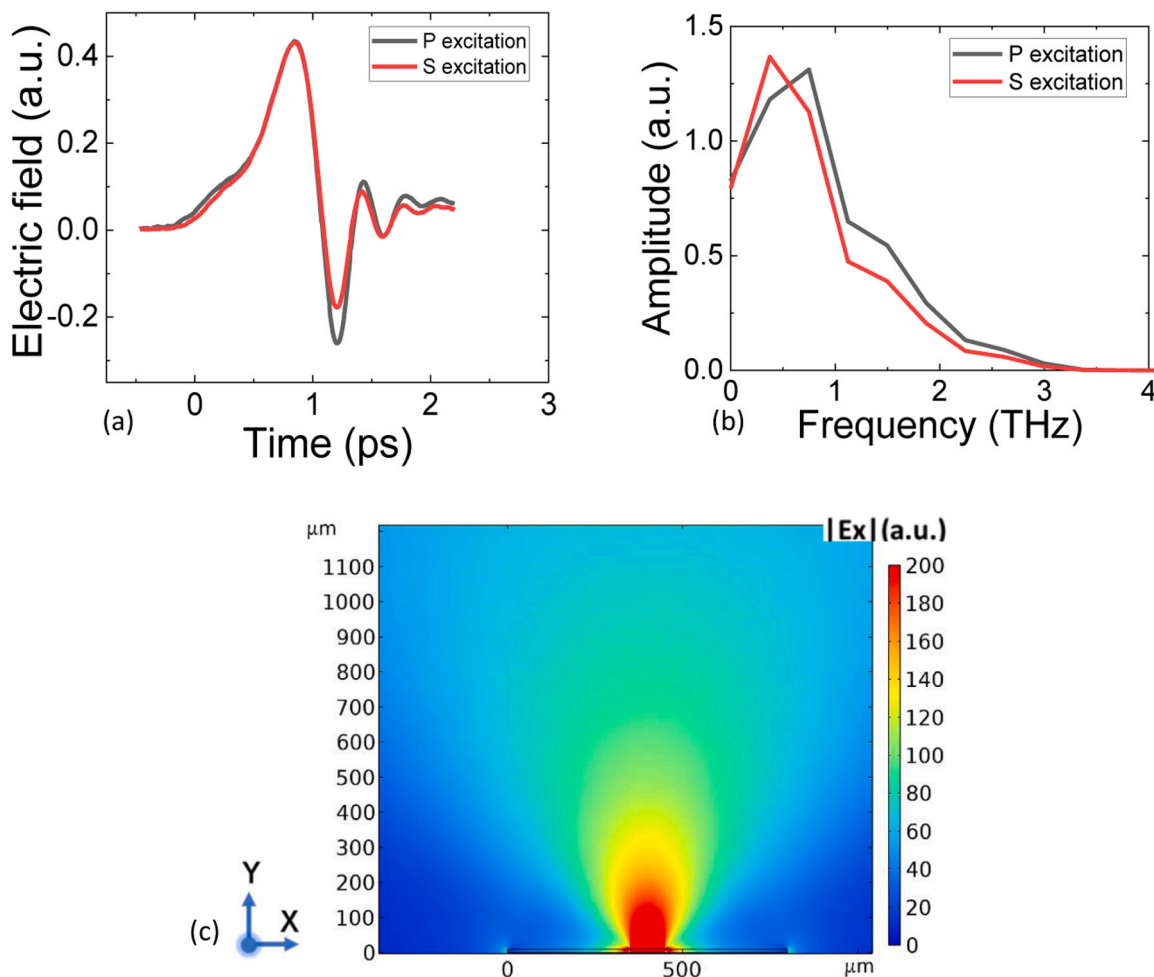 Electric field (a.u.)
0.4
0.2
0.0
-0.2
P excitation
S excitation
0 1 2 3
(a)
Time (ps)
Amplitude (a.u.)
1.5
1.0
0.5
0.0
P excitation
S excitation
0 1 2 3 4
(b)
Frequency (THz)
µm
|Ex|(a.u.)
1100
1000
900
800
700
600
500
400
300
200
100
0
0 500 µm
200
180
160
140
120
100
80
60
40
20
0
Y
X
(c)